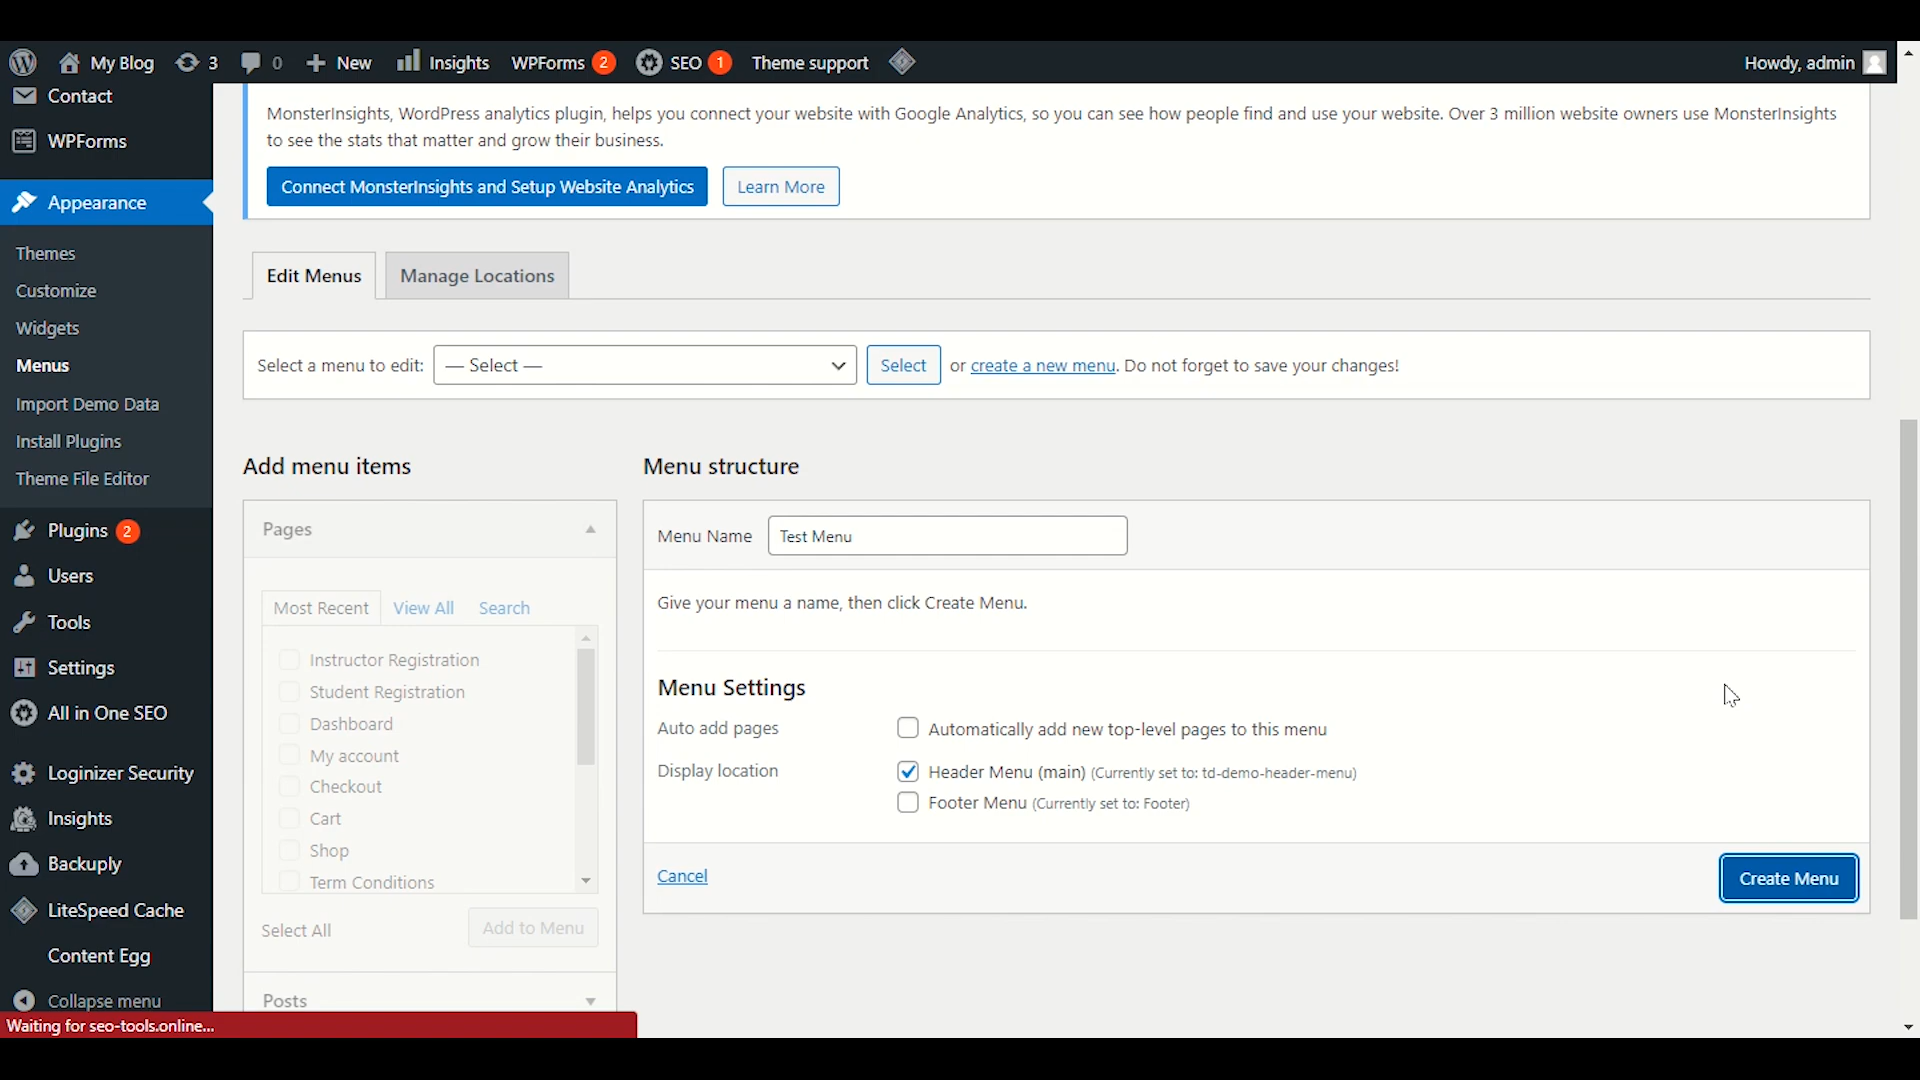 My Blog 3 0 New Insights WPForms 2 SEO 1 Theme support Howdy, admin
Contact
WPForms
Appearance
Themes
Customize
Widgets
Menus
Import Demo Data
Install Plugins
Theme File Editor
Plugins 2
Users
Tools
Settings
All in One SEO
Loginizer Security
Insights
Backuply
LiteSpeed Cache
Content Egg
Collapse menu
Waiting for seo-tools.online...
MonsterInsights, WordPress analytics plugin, helps you connect your website with Google Analytics, so you can see how people find and use your website. Over 3 million website owners use MonsterInsights
to see the stats that matter and grow their business.
Connect MonsterInsights and Setup Website Analytics Learn More
Edit Menus Manage Locations
Select a menu to edit: — Select — Select or create a new menu. Do not forget to save your changes!
Add menu items
Pages
Most Recent View All Search
Instructor Registration
Student Registration
Dashboard
My account
Checkout
Cart
Shop
Term Conditions
Select All Add to Menu
Posts
Menu structure
Menu Name Test Menu
Give your menu a name, then click Create Menu.
Menu Settings
Auto add pages Automatically add new top-level pages to this menu
Display location Header Menu (main) (Currently set to: td-demo-header-menu)
Footer Menu (Currently set to: Footer)
Cancel Create Menu